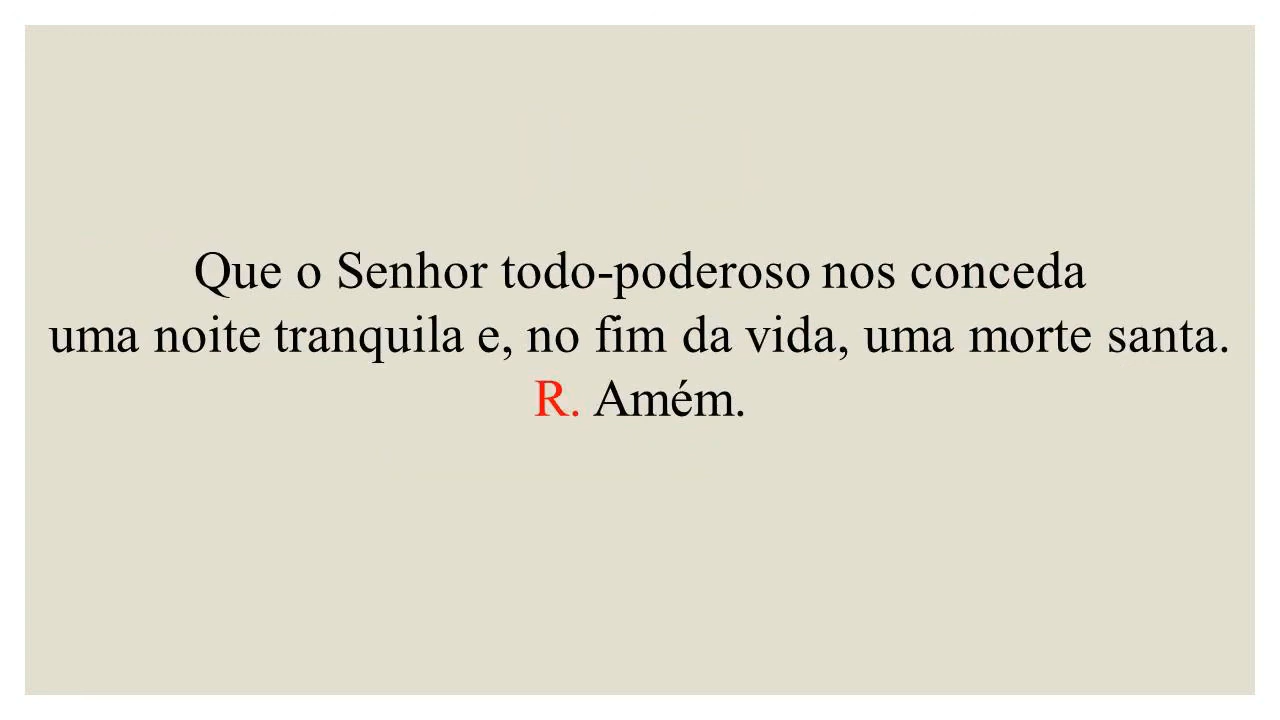 Que o Senhor todo-poderoso nos conceda
uma noite tranquila e, no fim da vida, uma morte santa.
R. Amém.